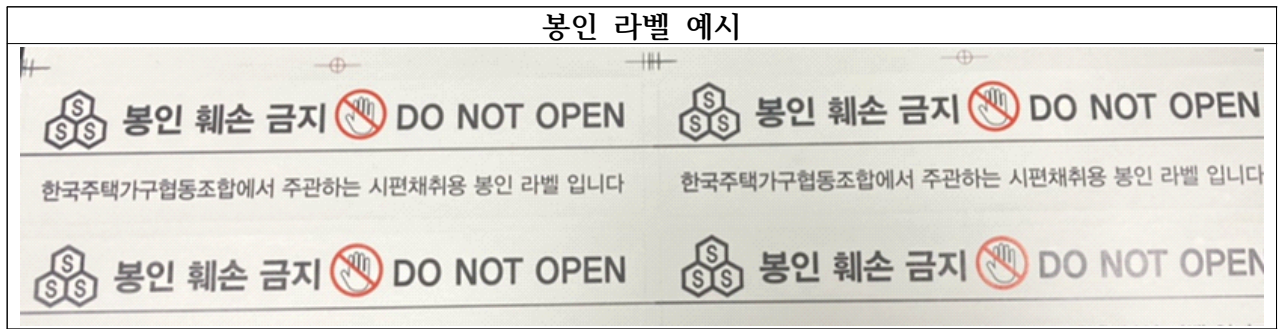 봉인 라벨 예시
SSS 봉인 훼손 금지 DO NOT OPEN SSS 봉인 훼손 금지 DO NOT OPEN
한국주택가구협동조합에서 주관하는 시편채취용 봉인 라벨 입니다 한국주택가구협동조합에서 주관하는 시편채취용 봉인 라벨 입니다
SSS 봉인 훼손 금지 DO NOT OPEN SSS 봉인 훼손 금지 DO NOT OPEN